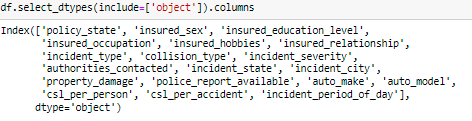 df.select_dtypes(include=['object']).columns
Index(['policy_state', 'insured_sex', 'insured_education_level',
'insured_occupation', 'insured_hobbies', 'insured_relationship',
'incident_type', 'collision_type', 'incident_severity',
'authorities_contacted', 'incident_state', 'incident_city',
'property_damage', 'police_report_available', 'auto_make', 'auto_model',
'csl_per_person', 'csl_per_accident', 'incident_period_of_day'],
dtype='object')